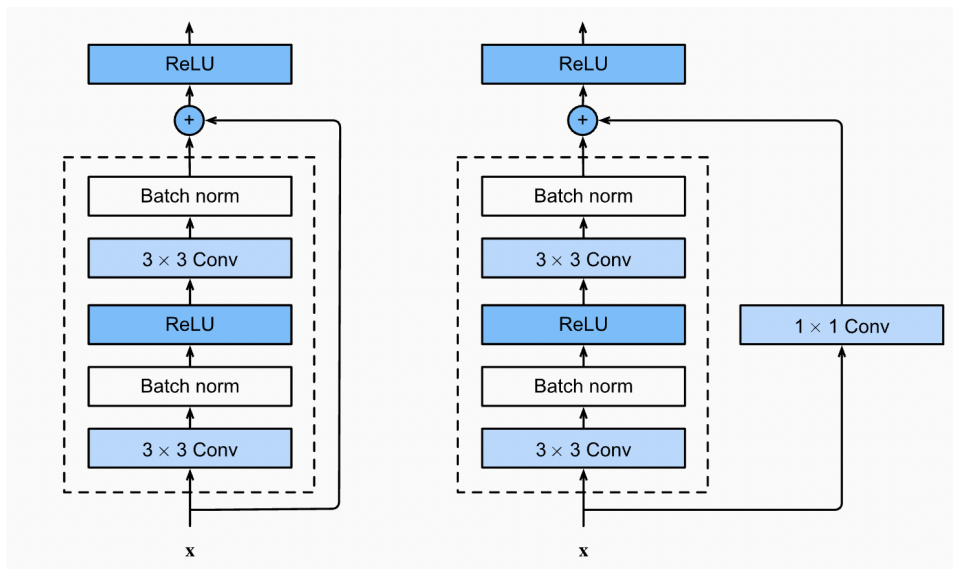 ReLU
+
Batch norm
3 × 3 Conv
ReLU
Batch norm
3 × 3 Conv
x
ReLU
+
Batch norm
3 × 3 Conv
ReLU
Batch norm
3 × 3 Conv
1 × 1 Conv
x